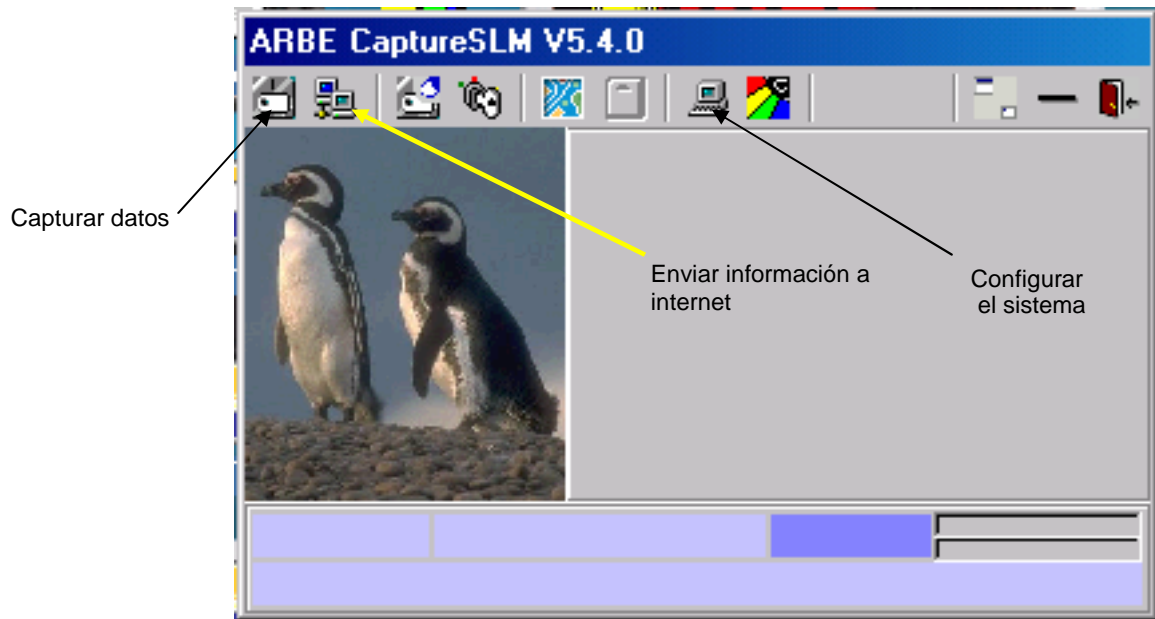 ARBE CaptureSLM V5.4.0
Capturar datos
Enviar información a
internet
Configurar
el sistema